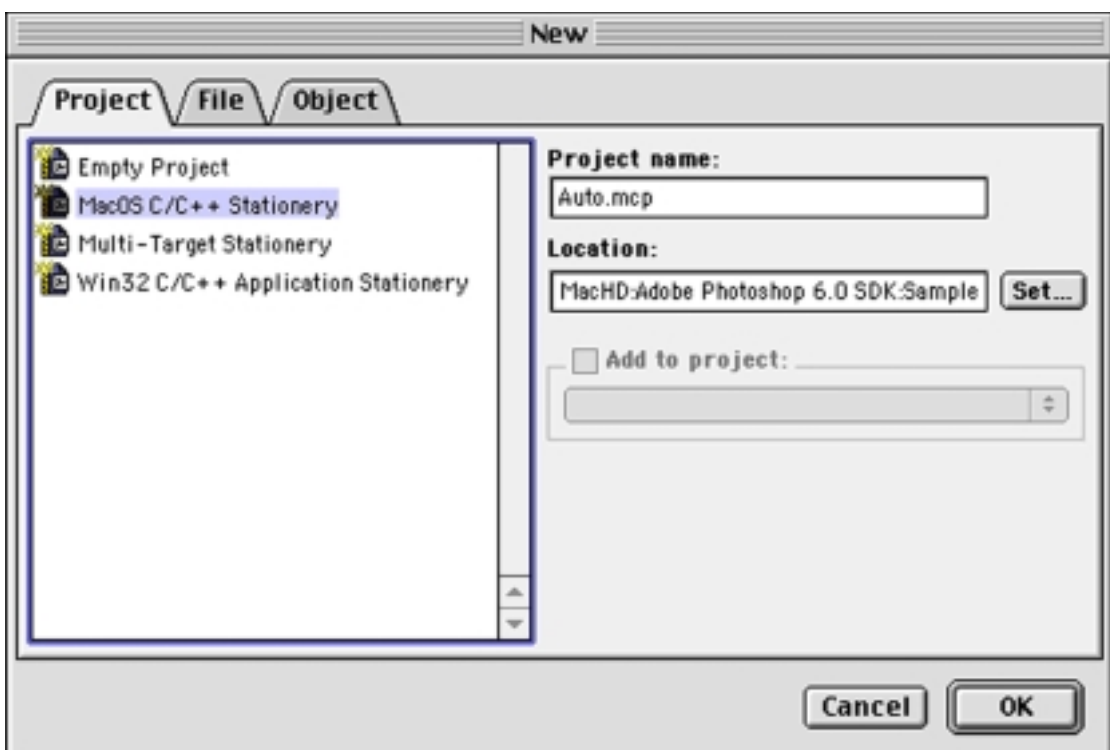 New
Project File Object
Empty Project
MacOS C/C++ Stationery
Multi-Target Stationery
Win32 C/C++ Application Stationery
Project name:
Auto.mcp
Location:
MacHD:Adobe Photoshop 6.0 SDK:Sample
Set...
Add to project:
Cancel OK